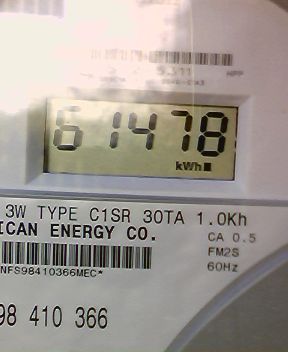 61478
kWh
3W TYPE C1SR 30TA 1.0Kh
ICAN ENERGY CO.
CA 0.5
FM2S
NFS98410366MEC*
60Hz
98 410 366